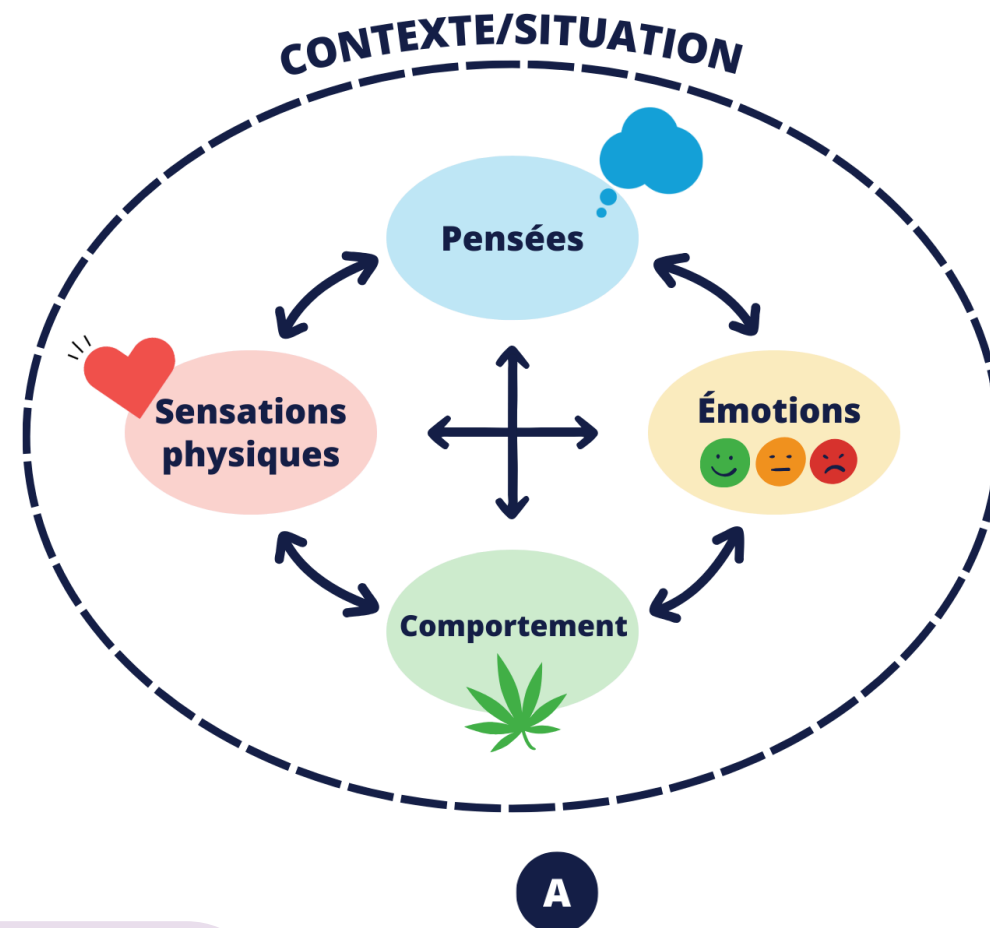 CONTEXTE/SITUATION
Pensées
Sensations
physiques
Émotions
Comportement
A